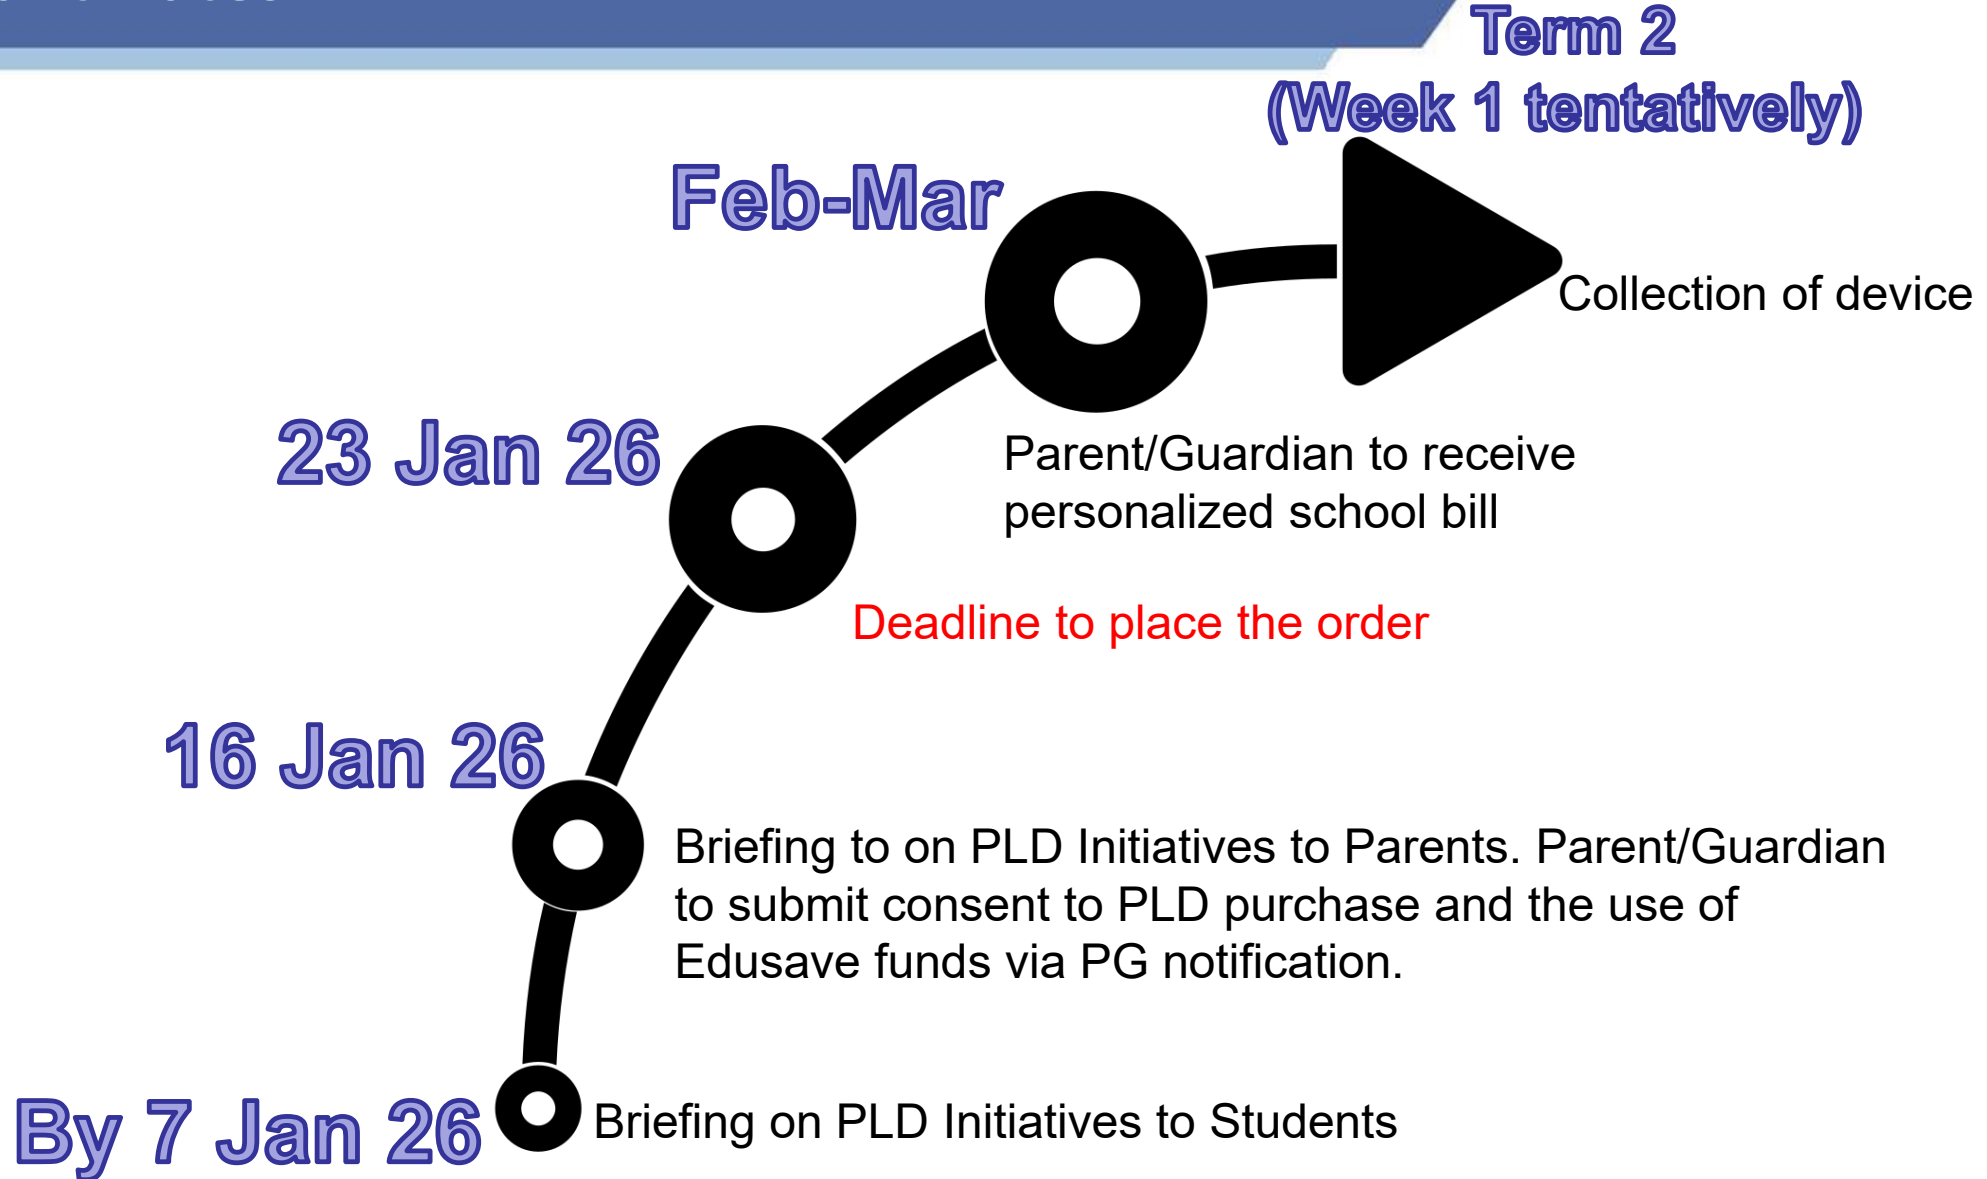 Term 2
(Week 1 tentatively)
Feb-Mar
Collection of device
23 Jan 26
Parent/Guardian to receive
personalized school bill
Deadline to place the order
16 Jan 26
Briefing to on PLD Initiatives to Parents. Parent/Guardian
to submit consent to PLD purchase and the use of
Edusave funds via PG notification.
By 7 Jan 26
Briefing on PLD Initiatives to Students